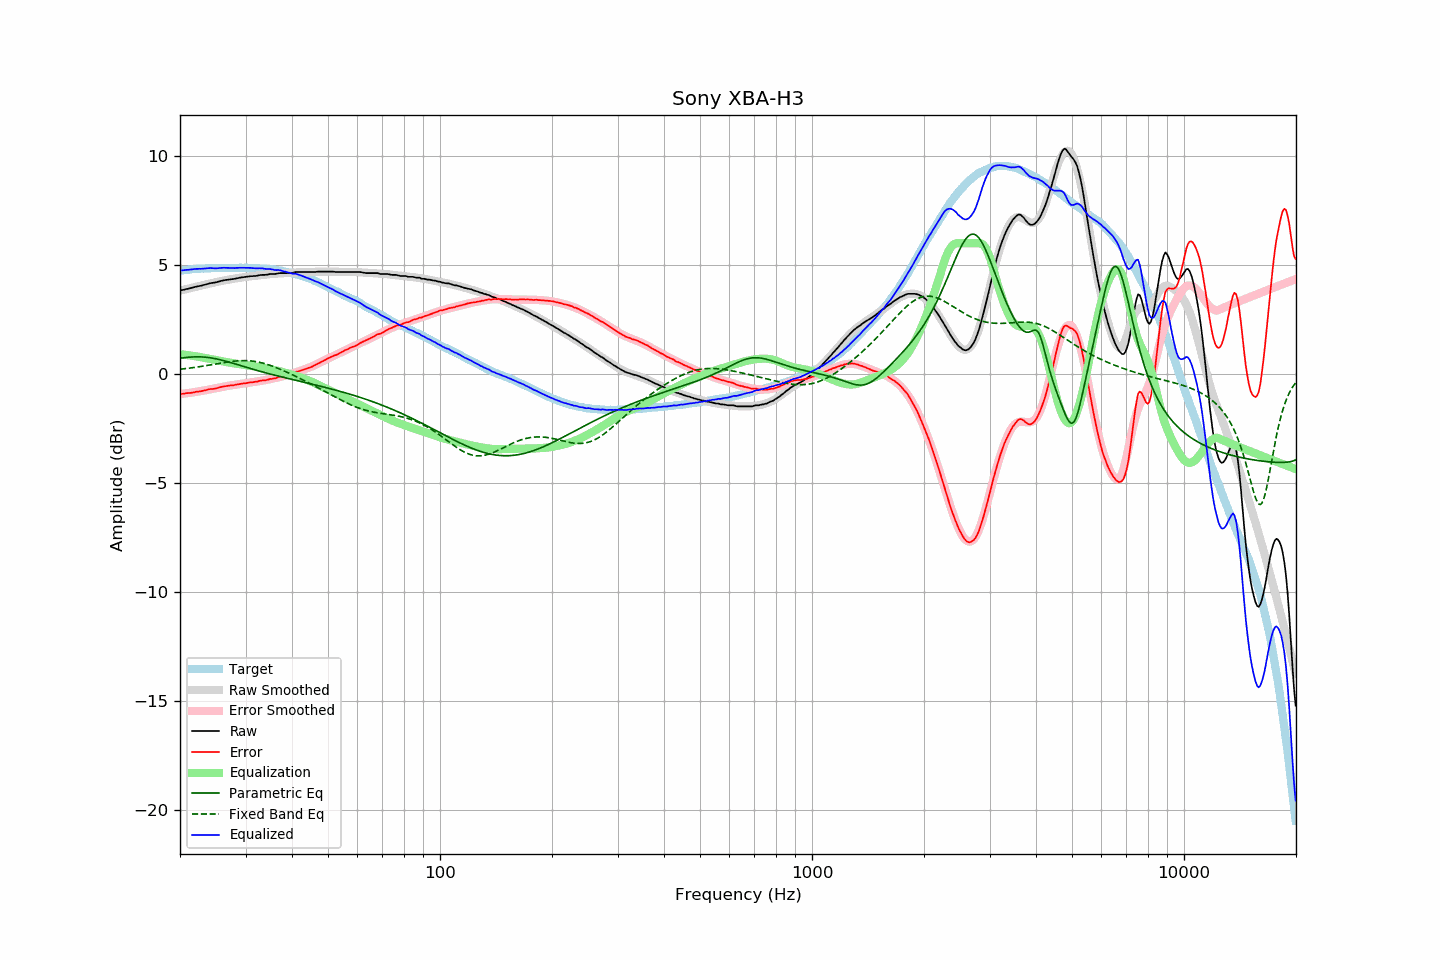 Sony XBA-H3
Amplitude (dBr)
10
5
0
−5
−10
−15
−20
Target
Raw Smoothed
Error Smoothed
Raw
Error
Equalization
Parametric Eq
Fixed Band Eq
Equalized
100 1000 10000
Frequency (Hz)